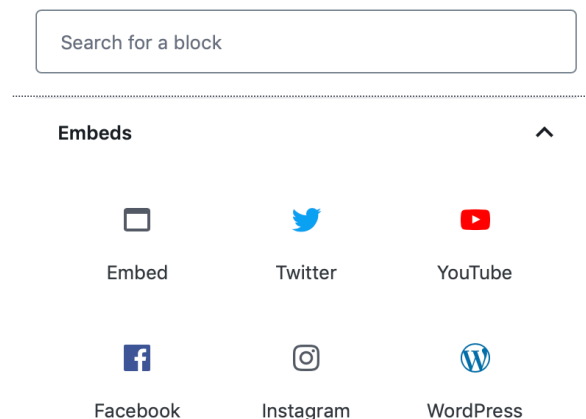 Search for a block
Embeds
Embed Twitter YouTube
Facebook Instagram WordPress